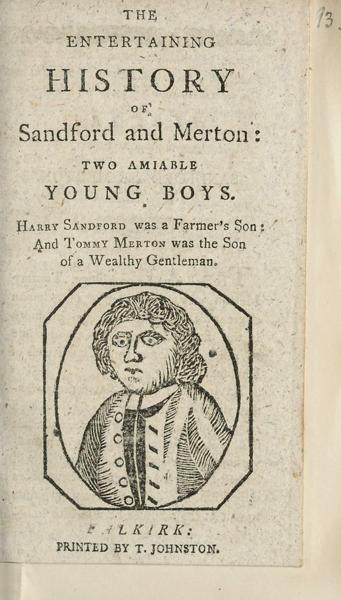 13.
THE
ENTERTAINING
HISTORY
OF
Sandford and Merton:
TWO AMIABLE
YOUNG BOYS.
HARRY SANDFORD was a Farmer's Son:
And TOMMY MERTON was the Son
of a Wealthy Gentleman.
FALKIRK:
PRINTED BY T. JOHNSTON.